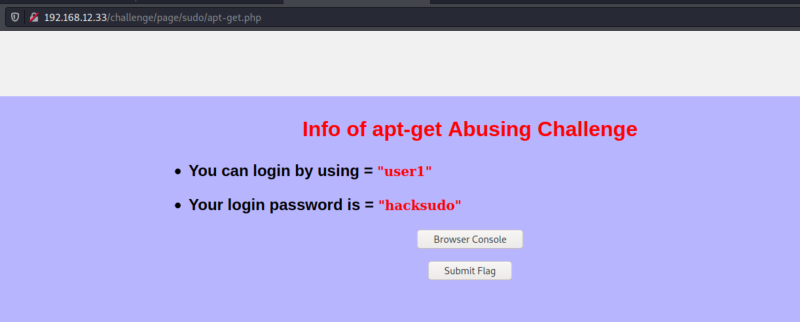 192.168.12.33/challenge/page/sudo/apt-get.php
Info of apt-get Abusing Challenge
You can login by using = "user1"
Your login password is = "hacksudo"
Browser Console
Submit Flag